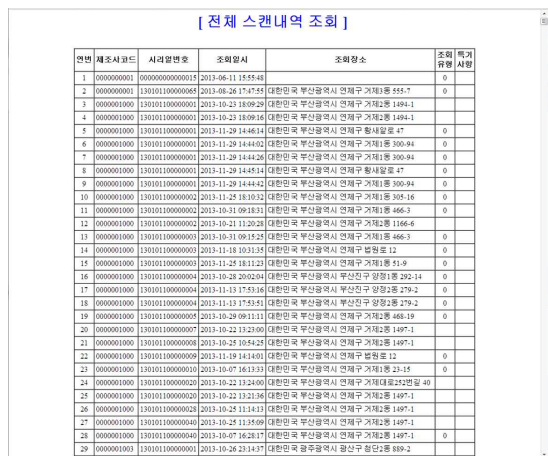 [ 전체 스캔내역 조회 ]
연번 제조사코드 시리얼번호 조회일시 조회장소 조회유형 특기사항
1 0000000001 000000000000015 2013-06-11 15:55:48 0
2 0000000001 130101100000065 2013-08-26 17:47:55 대한민국 부산광역시 연제구 거제3동 555-7 0
3 0000001000 130101100000001 2013-10-23 18:09:29 대한민국 부산광역시 연제구 거제2동 1494-1
4 0000001000 130101100000001 2013-10-23 18:09:16 대한민국 부산광역시 연제구 거제2동 1494-1
5 0000001000 130101100000001 2013-11-29 14:46:14 대한민국 부산광역시 연제구 황새알로 47 0
6 0000001000 130101100000001 2013-11-29 14:44:02 대한민국 부산광역시 연제구 거제1동 300-94 0
7 0000001000 130101100000001 2013-11-29 14:44:26 대한민국 부산광역시 연제구 거제1동 300-94 0
8 0000001000 130101100000001 2013-11-29 14:45:14 대한민국 부산광역시 연제구 황새알로 47 0
9 0000001000 130101100000001 2013-11-29 14:44:42 대한민국 부산광역시 연제구 거제1동 300-94 0
10 0000001000 130101100000002 2013-11-25 18:10:32 대한민국 부산광역시 연제구 거제1동 305-16 0
11 0000001000 130101100000002 2013-10-31 09:18:31 대한민국 부산광역시 연제구 거제1동 466-3 0
12 0000001000 130101100000002 2013-10-21 11:20:28 대한민국 부산광역시 연제구 거제2동 1166-6
13 0000001000 130101100000003 2013-10-31 09:15:25 대한민국 부산광역시 연제구 거제1동 466-3 0
14 0000001000 130101100000003 2013-11-18 10:31:35 대한민국 부산광역시 연제구 법원로 12 0
15 0000001000 130101100000003 2013-11-25 18:11:23 대한민국 부산광역시 연제구 거제1동 51-9 0
16 0000001000 130101100000004 2013-10-28 20:02:04 대한민국 부산광역시 부산진구 양정1동 292-14 0
17 0000001000 130101100000004 2013-11-13 17:53:16 대한민국 부산광역시 부산진구 양정2동 279-2 0
18 0000001000 130101100000004 2013-11-13 17:53:51 대한민국 부산광역시 부산진구 양정2동 279-2 0
19 0000001000 130101100000005 2013-10-29 09:11:11 대한민국 부산광역시 연제구 거제2동 468-19 0
20 0000001000 130101100000007 2013-10-22 13:23:00 대한민국 부산광역시 연제구 거제2동 1497-1
21 0000001000 130101100000008 2013-10-25 10:54:25 대한민국 부산광역시 연제구 거제2동 1497-1
22 0000001000 130101100000009 2013-11-19 14:14:01 대한민국 부산광역시 연제구 법원로 12 0
23 0000001000 130101100000010 2013-10-07 16:13:33 대한민국 부산광역시 연제구 거제1동 23-15 0
24 0000001000 130101100000020 2013-10-22 13:24:00 대한민국 부산광역시 연제구 거제대로252번길 40
25 0000001000 130101100000020 2013-10-22 13:21:36 대한민국 부산광역시 연제구 거제2동 1497-1
26 0000001000 130101100000028 2013-10-25 11:14:13 대한민국 부산광역시 연제구 거제2동 1497-1
27 0000001000 130101100000040 2013-10-25 11:35:09 대한민국 부산광역시 연제구 거제2동 1497-1
28 0000001000 130101100000040 2013-10-07 16:28:17 대한민국 부산광역시 연제구 거제2동 1497-1 0
29 0000001003 130101100000001 2013-10-26 23:14:37 대한민국 광주광역시 광산구 첨단2동 889-2